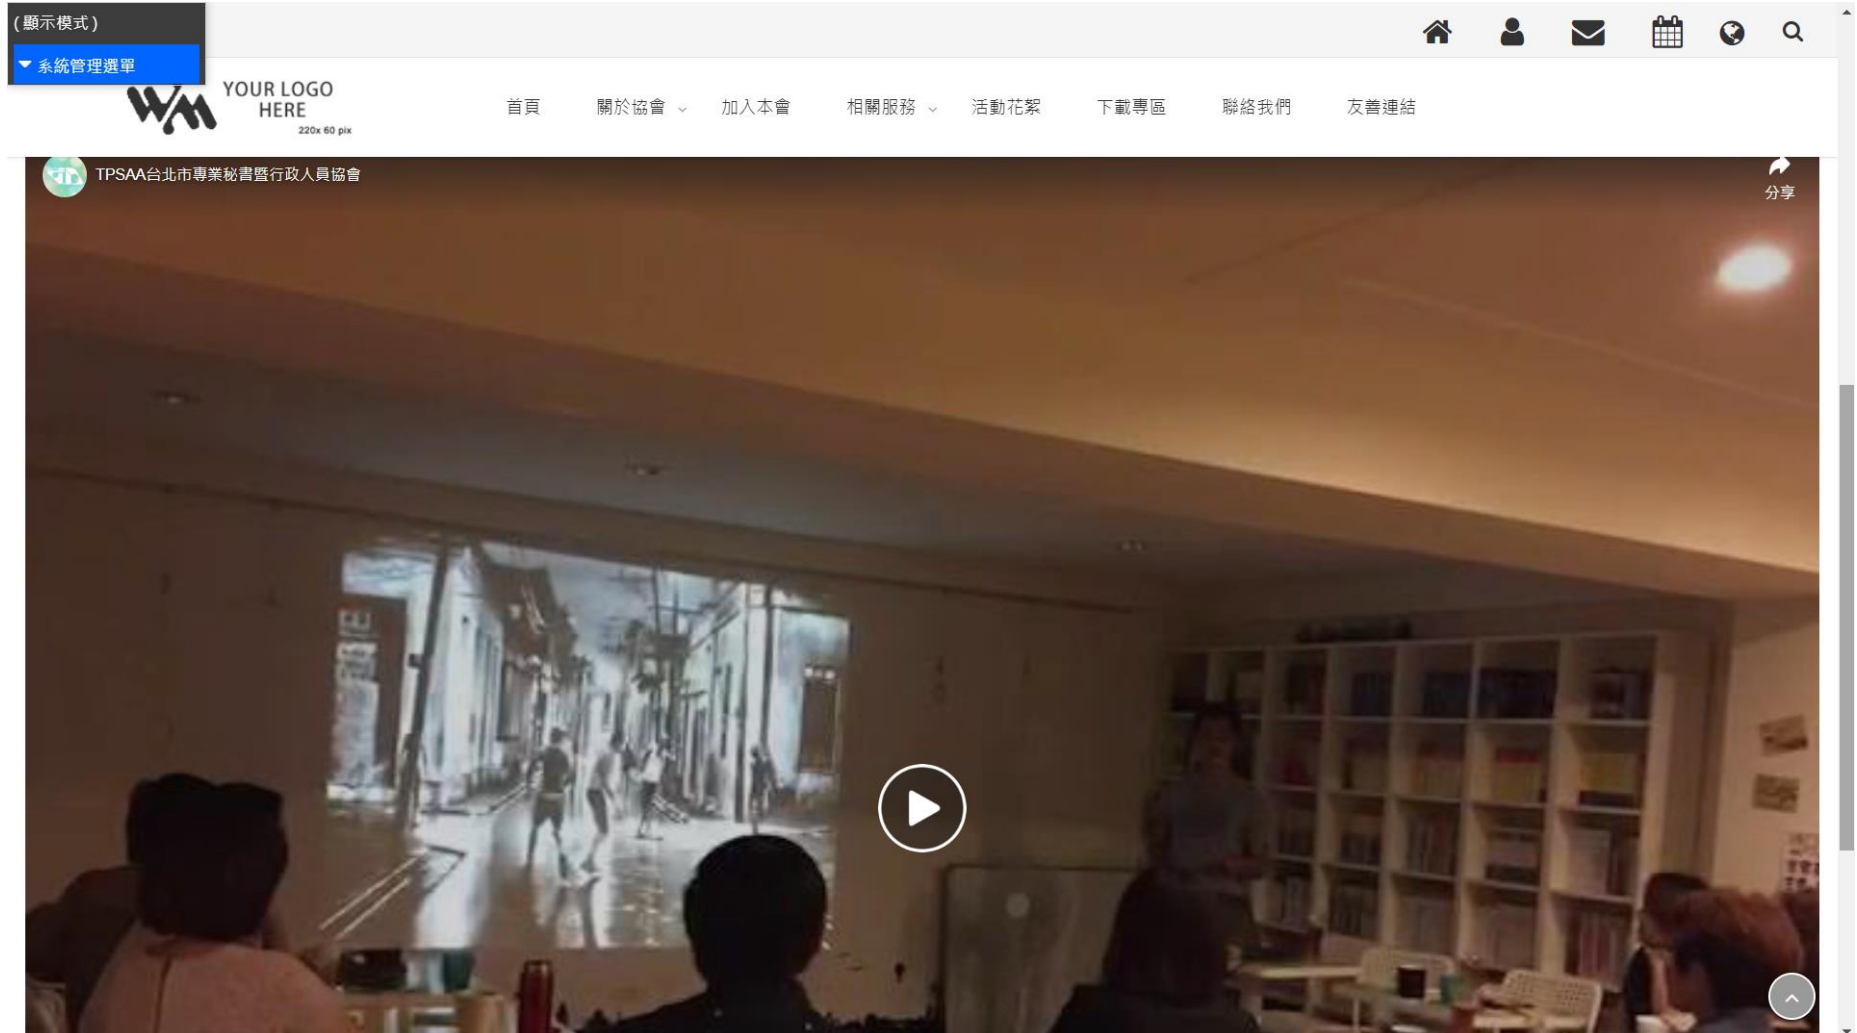 (顯示模式)
系統管理選單
WM
YOUR LOGO
HERE
220x 60 pix
首頁 關於協會 加入本會 相關服務 活動花絮 下載專區 聯絡我們 友善連結
TPSAA台北市專業秘書暨行政人員協會
分享